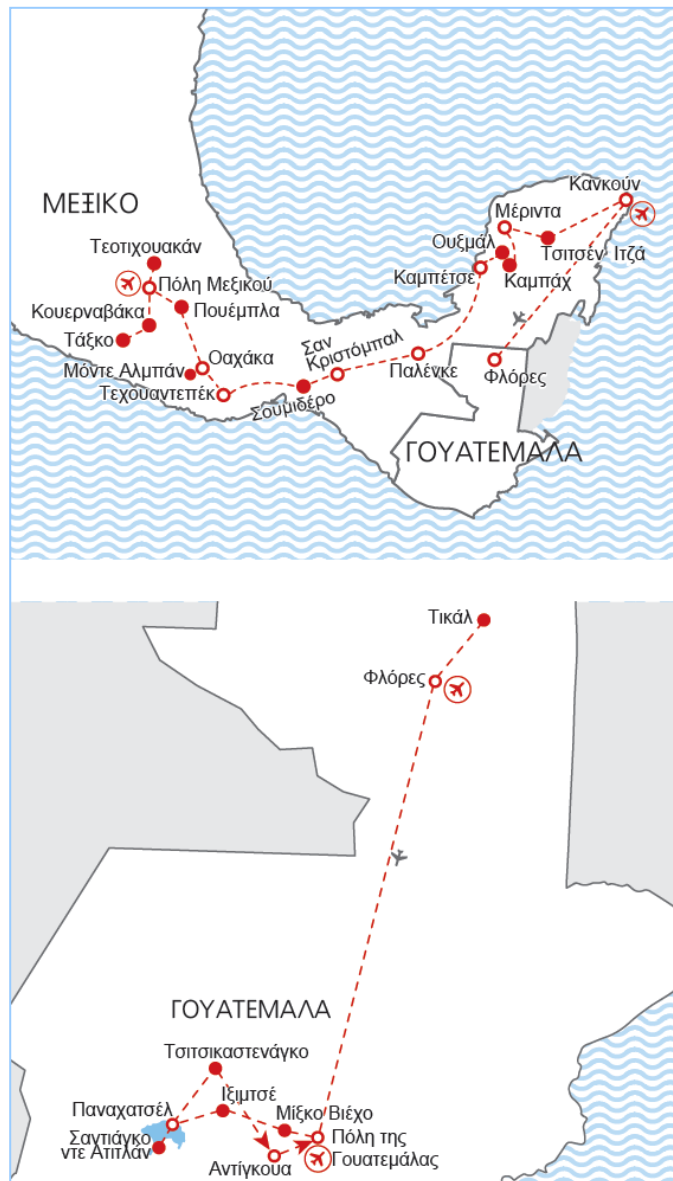 ΜΕΞΙΚΟ
Τεοτιχουακάν
Πόλη Μεξικού
Κουερναβάκα
Πουέμπλα
Τάξκο
Μόντε Αλμπάν
Οαχάκα
Τεχουαντεπέκ
Σουμιδέρο
Σαν
Κριστόμπαλ
Παλένκε
Καμπέτσε
Ουξμάλ
Καμπάχ
Μέριντα
Τσιτσέν Ιτζά
Κανκούν
Φλόρες
ΓΟΥΑΤΕΜΑΛΑ
Τικάλ
Φλόρες
ΓΟΥΑΤΕΜΑΛΑ
Τσιτσικαστενάγκο
Ιξιμτσέ
Παναχατσέλ
Μίξκο Βιέχο
Σαντιάγκο
ντε Ατιτλάν
Αντίγκουα
Πόλη της
Γουατεμάλας